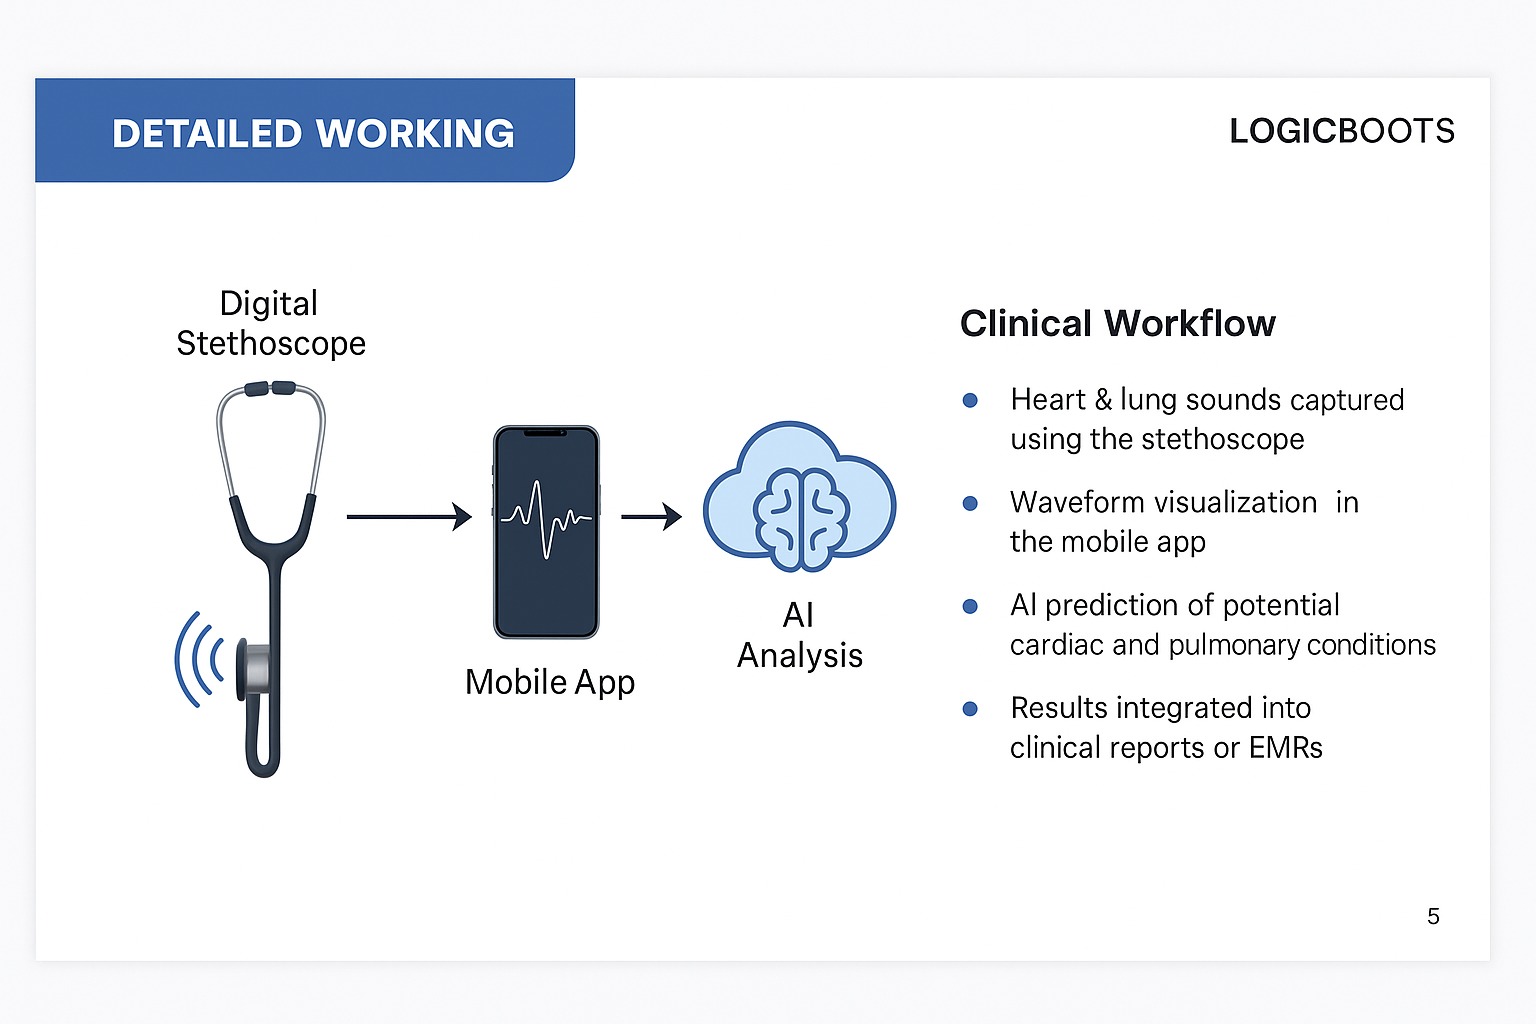 DETAILED WORKING
LOGICBOOTS
Digital
Stethoscope
Mobile App
AI
Analysis
Clinical Workflow
• Heart & lung sounds captured
using the stethoscope
• Waveform visualization in
the mobile app
• AI prediction of potential
cardiac and pulmonary conditions
• Results integrated into
clinical reports or EMRs
5